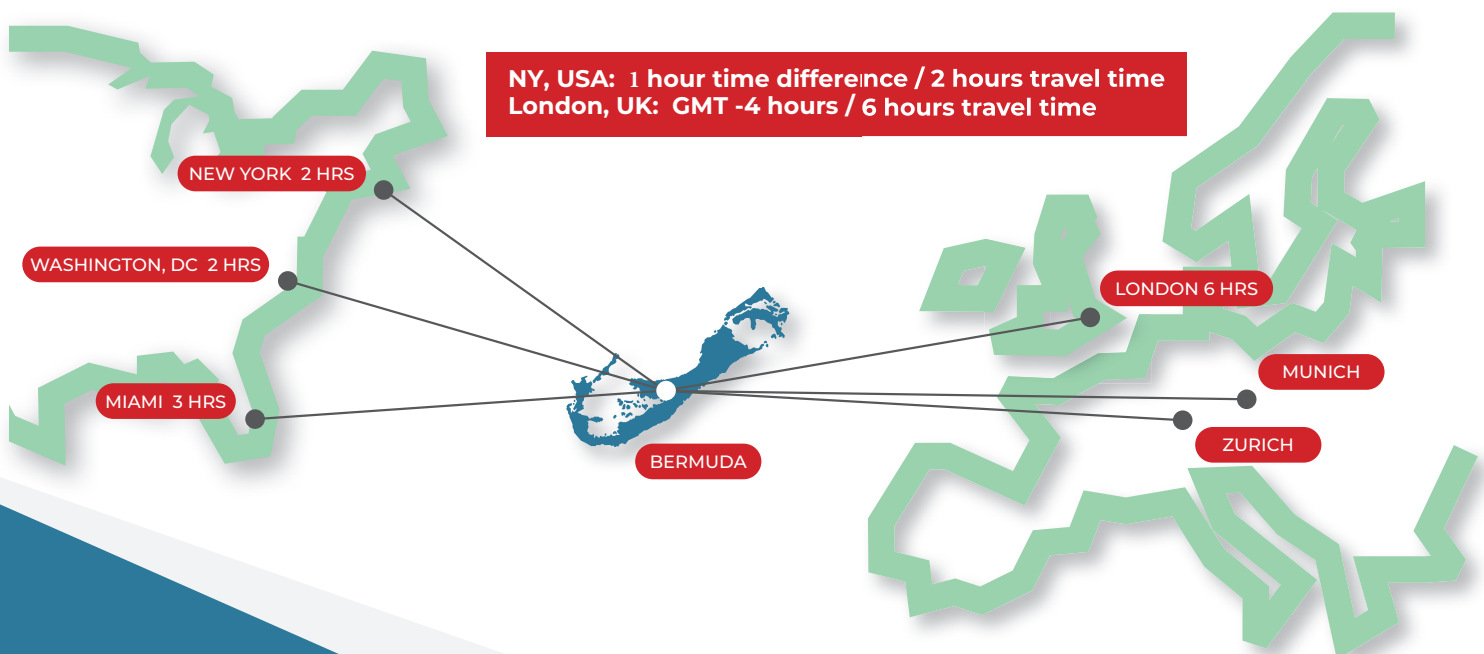 NY, USA: 1 hour time difference / 2 hours travel time
London, UK: GMT -4 hours / 6 hours travel time
NEW YORK 2 HRS
WASHINGTON, DC 2 HRS
LONDON 6 HRS
MUNICH
MIAMI 3 HRS
ZURICH
BERMUDA